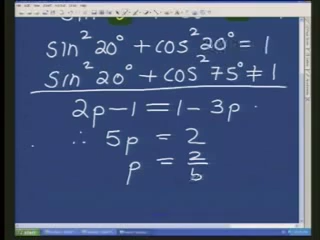 sin²20° + cos²20° = 1
sin²20° + cos²75° ≠ 1
2p - 1 = 1 - 3p.
∴ 5p = 2
p = 2/5